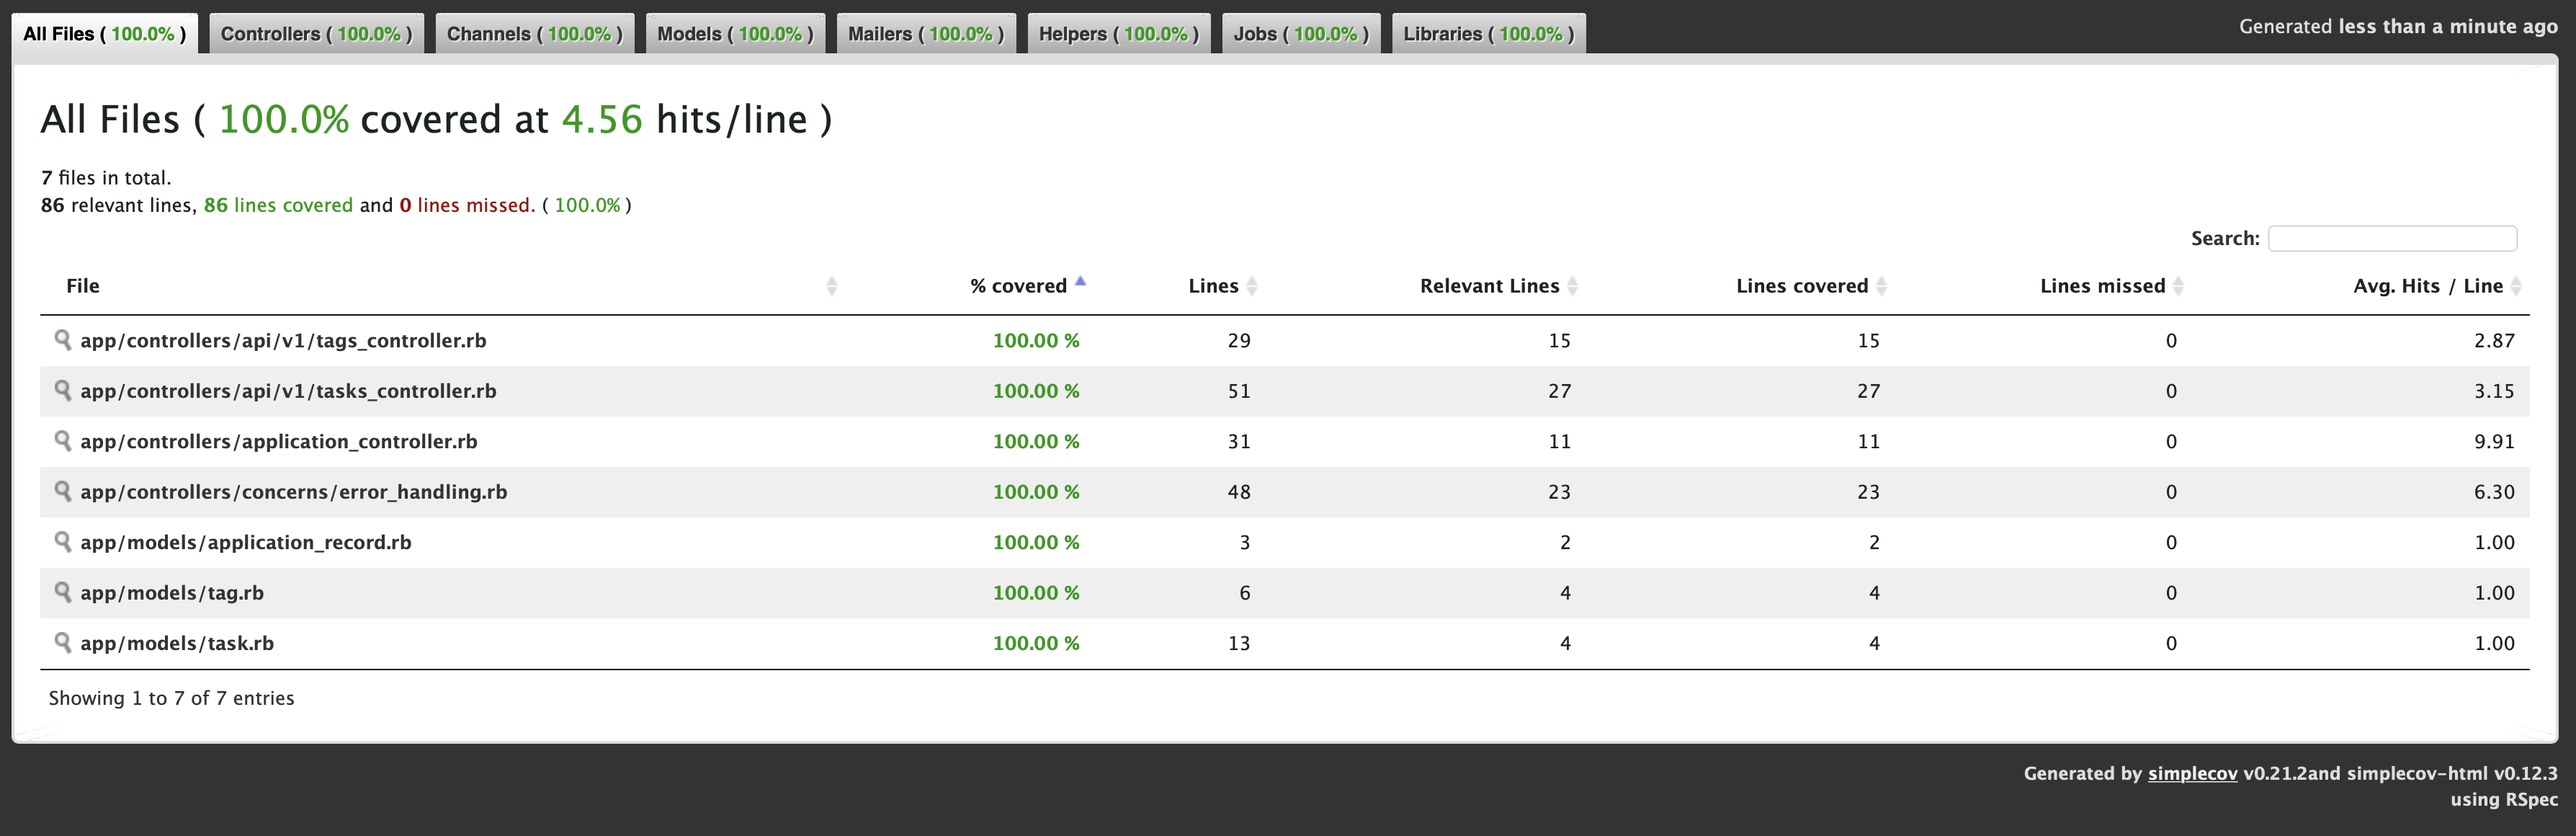 All Files ( 100.0% ) Controllers ( 100.0% ) Channels ( 100.0% ) Models ( 100.0% ) Mailers ( 100.0% ) Helpers ( 100.0% ) Jobs ( 100.0% ) Libraries ( 100.0% ) Generated less than a minute ago
All Files ( 100.0% covered at 4.56 hits/line )
7 files in total.
86 relevant lines, 86 lines covered and 0 lines missed. ( 100.0% )
Search:
File % covered Lines Relevant Lines Lines covered Lines missed Avg. Hits / Line
app/controllers/api/v1/tags_controller.rb 100.00 % 29 15 15 0 2.87
app/controllers/api/v1/tasks_controller.rb 100.00 % 51 27 27 0 3.15
app/controllers/application_controller.rb 100.00 % 31 11 11 0 9.91
app/controllers/concerns/error_handling.rb 100.00 % 48 23 23 0 6.30
app/models/application_record.rb 100.00 % 3 2 2 0 1.00
app/models/tag.rb 100.00 % 6 4 4 0 1.00
app/models/task.rb 100.00 % 13 4 4 0 1.00
Showing 1 to 7 of 7 entries
Generated by simplecov v0.21.2and simplecov-html v0.12.3
using RSpec